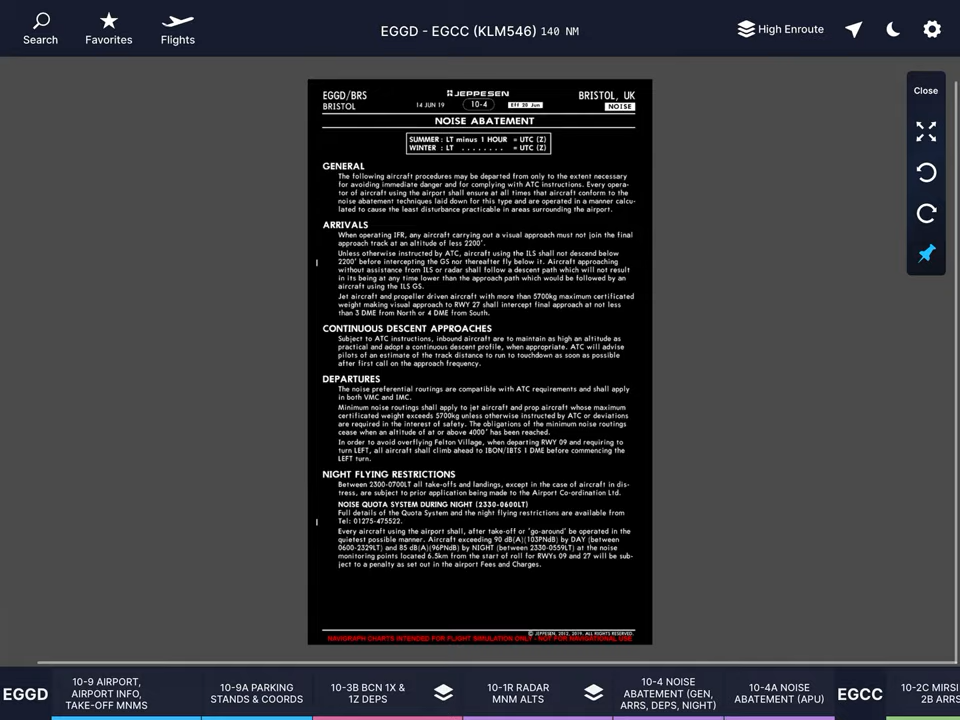 Search
Favorites
Flights
EGGD - EGCC (KLM546) 140 NM
High Enroute
Close
EGGD/BRS
BRISTOL
JEPPESEN
14 JUN 19
10-4
Eff 20 Jun
BRISTOL, UK
NOISE
NOISE ABATEMENT
SUMMER: LT minus 1 HOUR = UTC (Z)
WINTER: LT ........ = UTC (Z)
GENERAL
The following aircraft procedures may be departed from only to the extent necessary
for avoiding immediate danger and for complying with ATC instructions. Every opera-
tor of aircraft using the airport shall ensure at all times that aircraft conform to the
noise abatement techniques laid down for this type and are operated in a manner calcu-
lated to cause the least disturbance practicable in areas surrounding the airport.
ARRIVALS
When operating IFR, any aircraft carrying out a visual approach must not join the final
approach track at an altitude of less 2200'.
Unless otherwise instructed by ATC, aircraft using the ILS shall not descend below
2200' before intercepting the GS nor thereafter fly below it. Aircraft approaching
without assistance from ILS or radar shall follow a descent path which will not result
in its being at any time lower than the approach path which would be followed by an
aircraft using the ILS GS.
Jet aircraft and propeller driven aircraft with more than 5700kg maximum certificated
weight making visual approach to RWY 27 shall intercept final approach at not less
than 3 DME from North or 4 DME from South.
CONTINUOUS DESCENT APPROACHES
Subject to ATC instructions, inbound aircraft are to maintain as high an altitude as
practical and adopt a continuous descent profile, when appropriate. ATC will advise
pilots of an estimate of the track distance to run to touchdown as soon as possible
after first call on the approach frequency.
DEPARTURES
The noise preferential routings are compatible with ATC requirements and shall apply
in both VMC and IMC.
Minimum noise routings shall apply to jet aircraft and prop aircraft whose maximum
certificated weight exceeds 5700kg unless otherwise instructed by ATC or deviations
are required in the interest of safety. The obligations of the minimum noise routings
cease when an altitude of at or above 4000' has been reached.
In order to avoid overflying Felton Village, when departing RWY 09 and requiring to
turn LEFT, all aircraft shall climb ahead to IBON/IBTS 1 DME before commencing the
LEFT turn.
NIGHT FLYING RESTRICTIONS
Between 2300-0700LT all take-offs and landings, except in the case of aircraft in dis-
tress, are subject to prior application being made to the Airport Co-ordination Ltd.
NOISE QUOTA SYSTEM DURING NIGHT (2330-0600LT)
Full details of the Quota System and the night flying restrictions are available from
Tel: 01275-475522.
Every aircraft using the airport shall, after take-off or 'go-around' be operated in the
quietest possible manner. Aircraft exceeding 90 dB(A)(103PNdB) by DAY (between
0600-2329LT) and 85 dB(A)(96PNdB) by NIGHT (between 2330-0559LT) at the noise
monitoring points located 6.5km from the start of roll for RWYs 09 and 27 will be sub-
ject to a penalty as set out in the airport Fees and Charges.
© JEPPESEN, 2012, 2019. ALL RIGHTS RESERVED.
NAVIGRAPH CHARTS INTENDED FOR FLIGHT SIMULATION ONLY - NOT FOR NAVIGATIONAL USE
EGGD
10-9 AIRPORT,
AIRPORT INFO,
TAKE-OFF MNMS
10-9A PARKING
STANDS & COORDS
10-3B BCN 1X &
1Z DEPS
10-1R RADAR
MNM ALTS
10-4 NOISE
ABATEMENT (GEN,
ARRS, DEPS, NIGHT)
10-4A NOISE
ABATEMENT (APU)
EGCC
10-2C MIRSI
2B ARRS